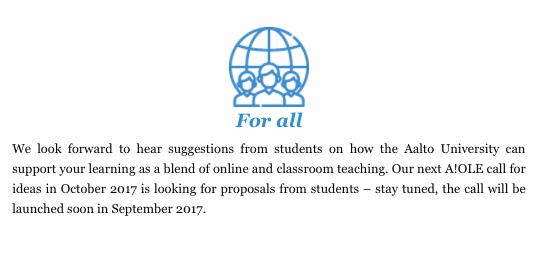 For all
We look forward to hear suggestions from students on how the Aalto University can
support your learning as a blend of online and classroom teaching. Our next A!OLE call for
ideas in October 2017 is looking for proposals from students – stay tuned, the call will be
launched soon in September 2017.